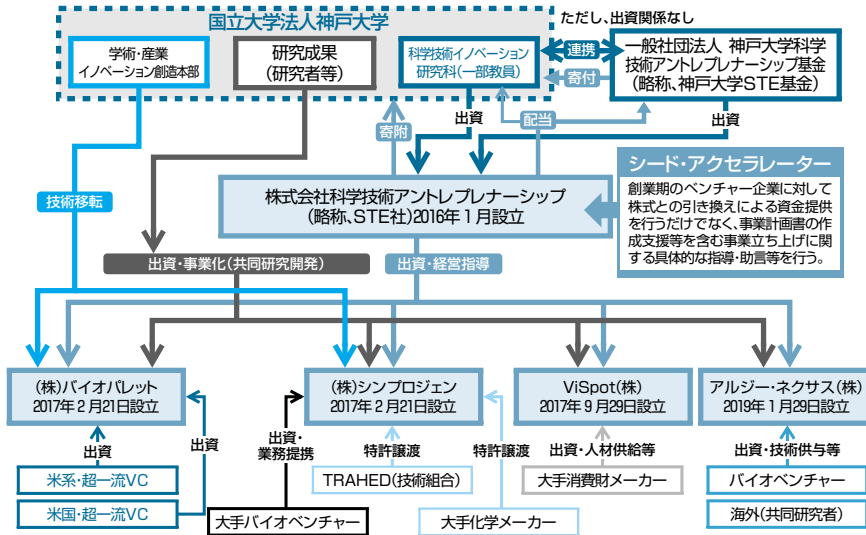 国立大学法人神戸大学
ただし、出資関係なし
学術・産業
イノベーション創造本部
研究成果
(研究者等)
科学技術イノベーション
研究科(一部教員)
連携
寄付
一般社団法人 神戸大学科学
技術アントレプレナーシップ基金
(略称、神戸大学STE基金)
出資
出資
寄附
配当
技術移転
株式会社科学技術アントレプレナーシップ
(略称、STE社)2016年1月設立
シード・アクセラレーター
創業期のベンチャー企業に対して
株式との引き換えによる資金提供
を行うだけでなく、事業計画書の作
成支援等を含む事業立ち上げに関
する具体的な指導・助言等を行う。
出資・事業化(共同研究開発)
出資・経営指導
(株)バイオパレット
2017年2月21日設立
(株)シンプロジェン
2017年2月21日設立
ViSpot(株)
2017年9月29日設立
アルジー・ネクサス(株)
2019年1月29日設立
出資
出資
出資・
業務提携
特許譲渡
特許譲渡
出資・人材供給等
出資・技術供与等
米系・超一流VC
TRAHED(技術組合)
大手消費財メーカー
バイオベンチャー
米国・超一流VC
大手バイオベンチャー
大手化学メーカー
海外(共同研究者)